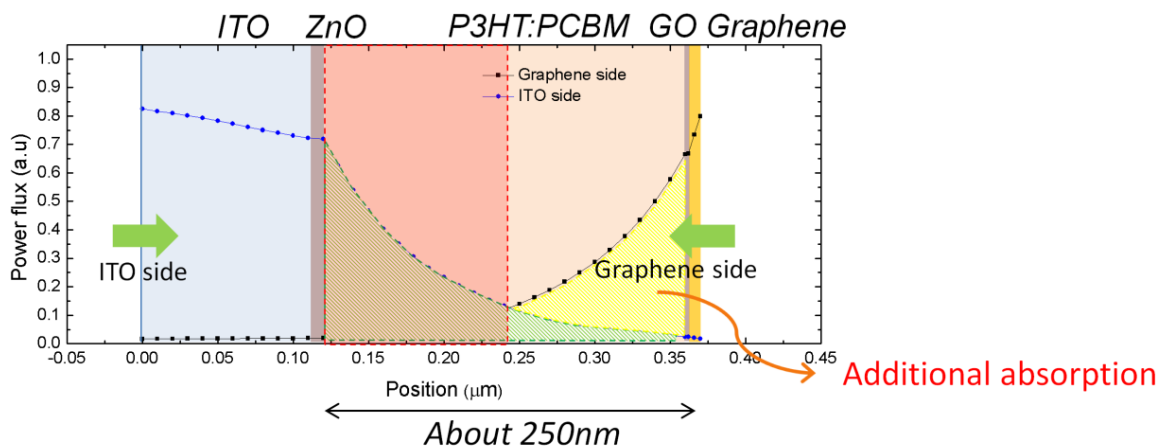 ITO ZnO P3HT:PCBM GO Graphene
1.0
0.9
0.8
0.7
0.6
0.5
0.4
0.3
0.2
0.1
0.0
Power flux (a.u)
Graphene side
ITO side
ITO side
Graphene side
-0.05 0.00 0.05 0.10 0.15 0.20 0.25 0.30 0.35 0.40 0.45
Position (μm)
Additional absorption
About 250nm